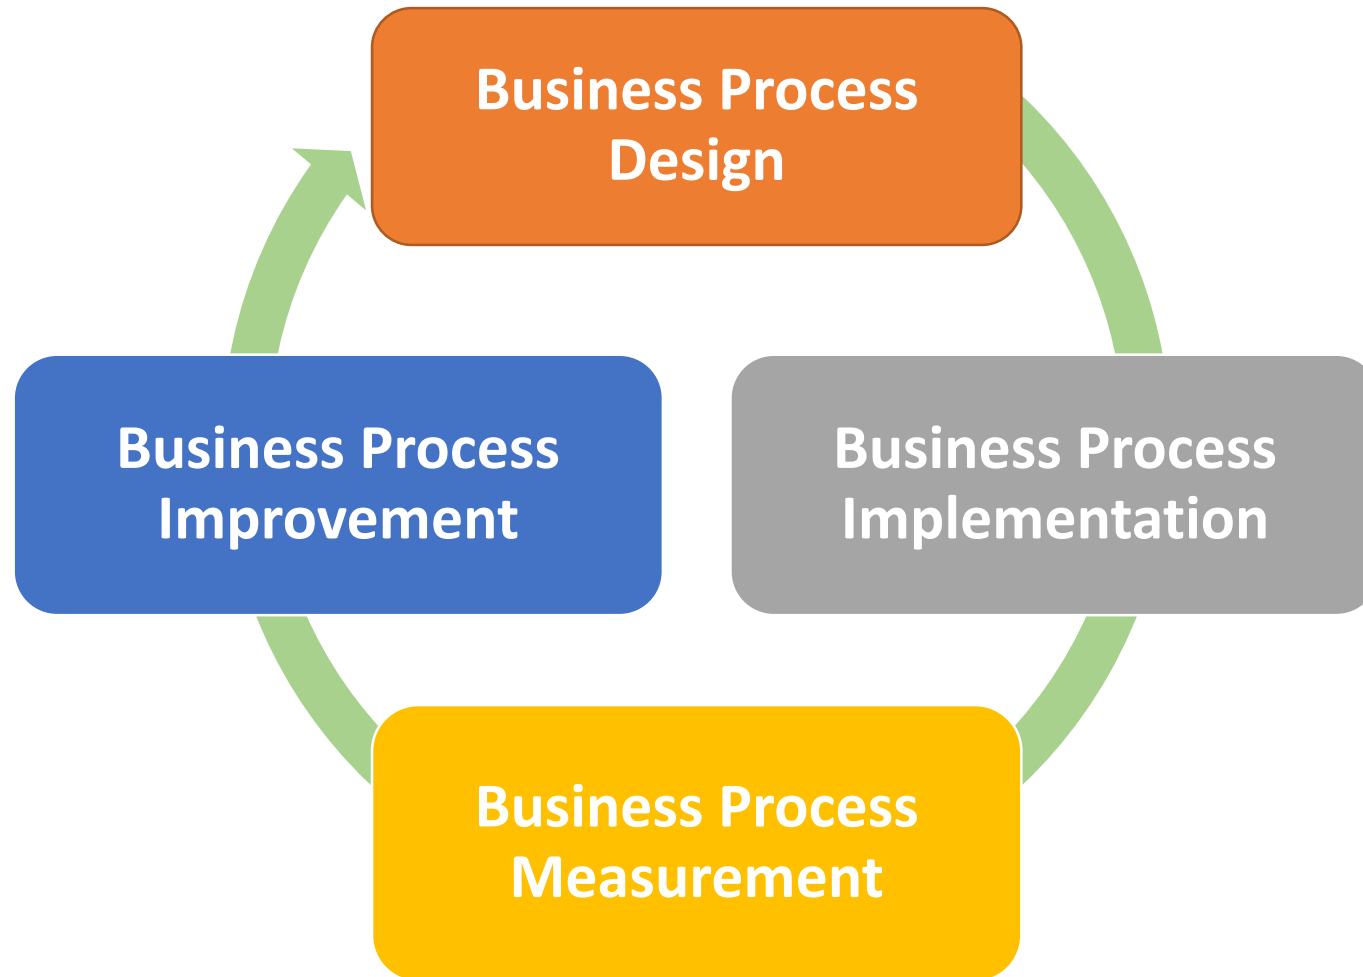 Business Process
Design
Business Process
Improvement
Business Process
Implementation
Business Process
Measurement